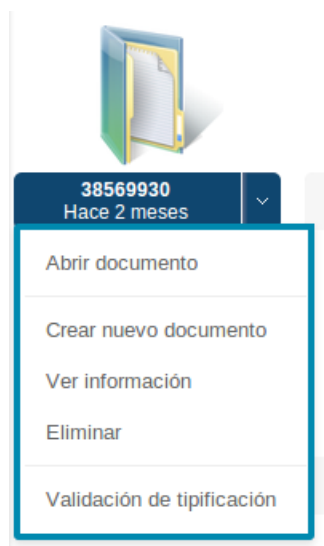 38569930
Hace 2 meses
Abrir documento
Crear nuevo documento
Ver información
Eliminar
Validación de tipificación